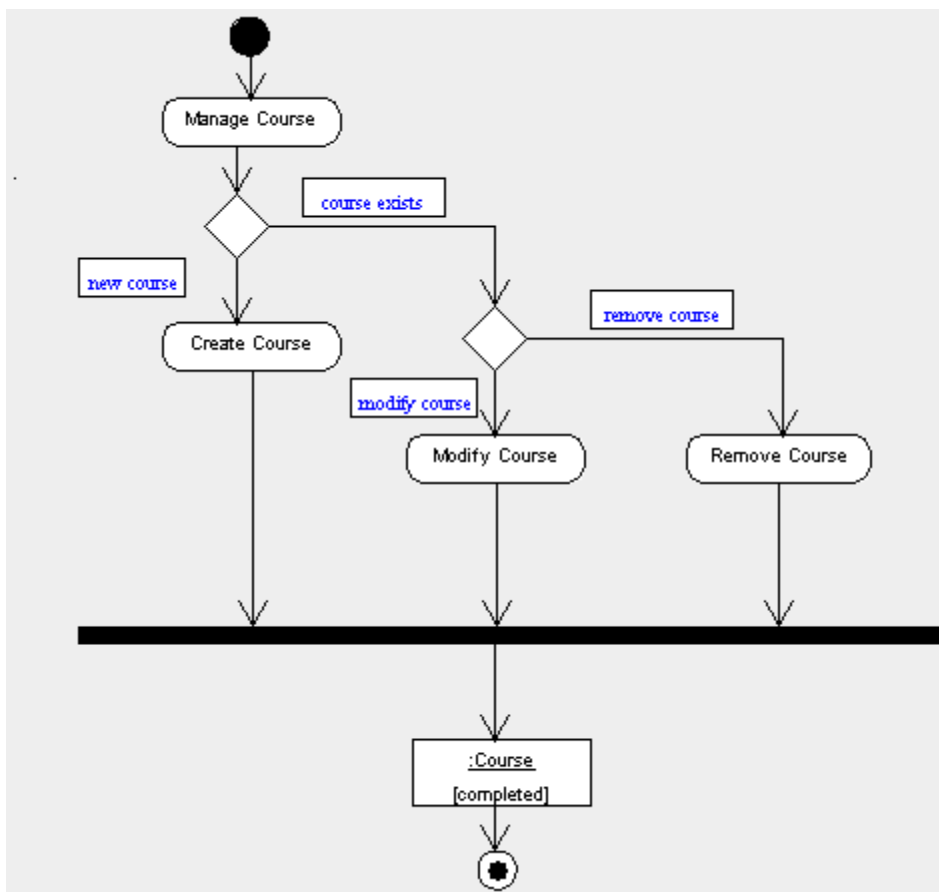 Manage Course
course exists
new course
remove course
Create Course
modify course
Modify Course
Remove Course
:Course
[completed]